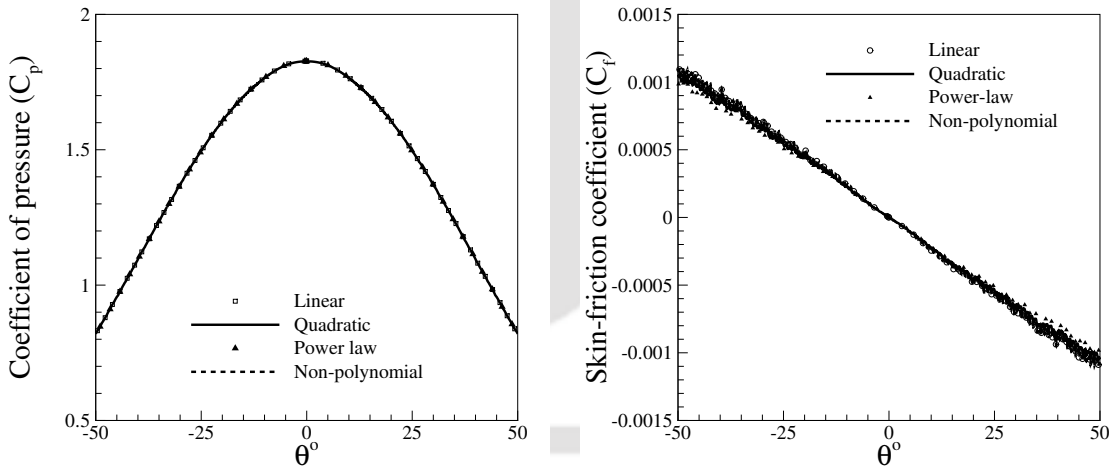 Coefficient of pressure (Cp)
2
1.5
1
0.5
-50
-25
0
25
50
θ°
Linear
Quadratic
Power law
Non-polynomial
Skin-friction coefficient (Cf)
0.0015
0.001
0.0005
0
-0.0005
-0.001
-0.0015
-50
-25
0
25
50
θ°
Linear
Quadratic
Power-law
Non-polynomial